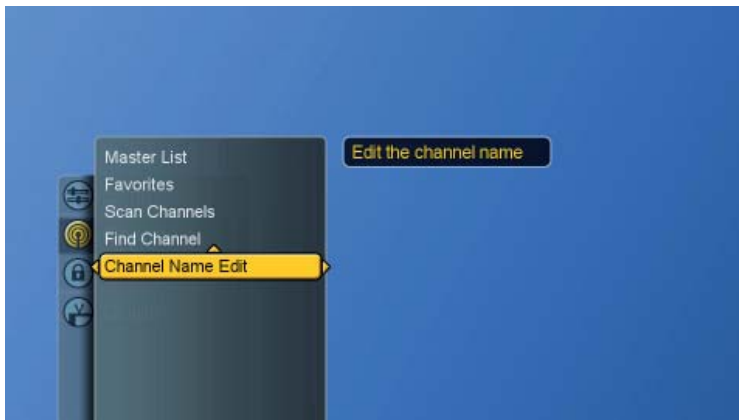 Master List
Favorites
Scan Channels
Find Channel
Channel Name Edit
Edit the channel name